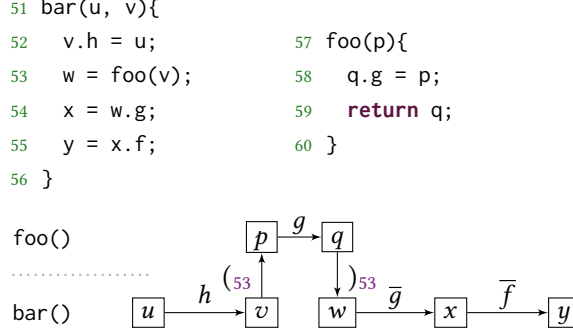 51 bar(u, v){
52 v.h = u;
53 w = foo(v);
54 x = w.g;
55 y = x.f;
56 }
57 foo(p){
58 q.g = p;
59 return q;
60 }
foo()
p g q
(53 )53
bar()
u h v w g̅ x f̅ y